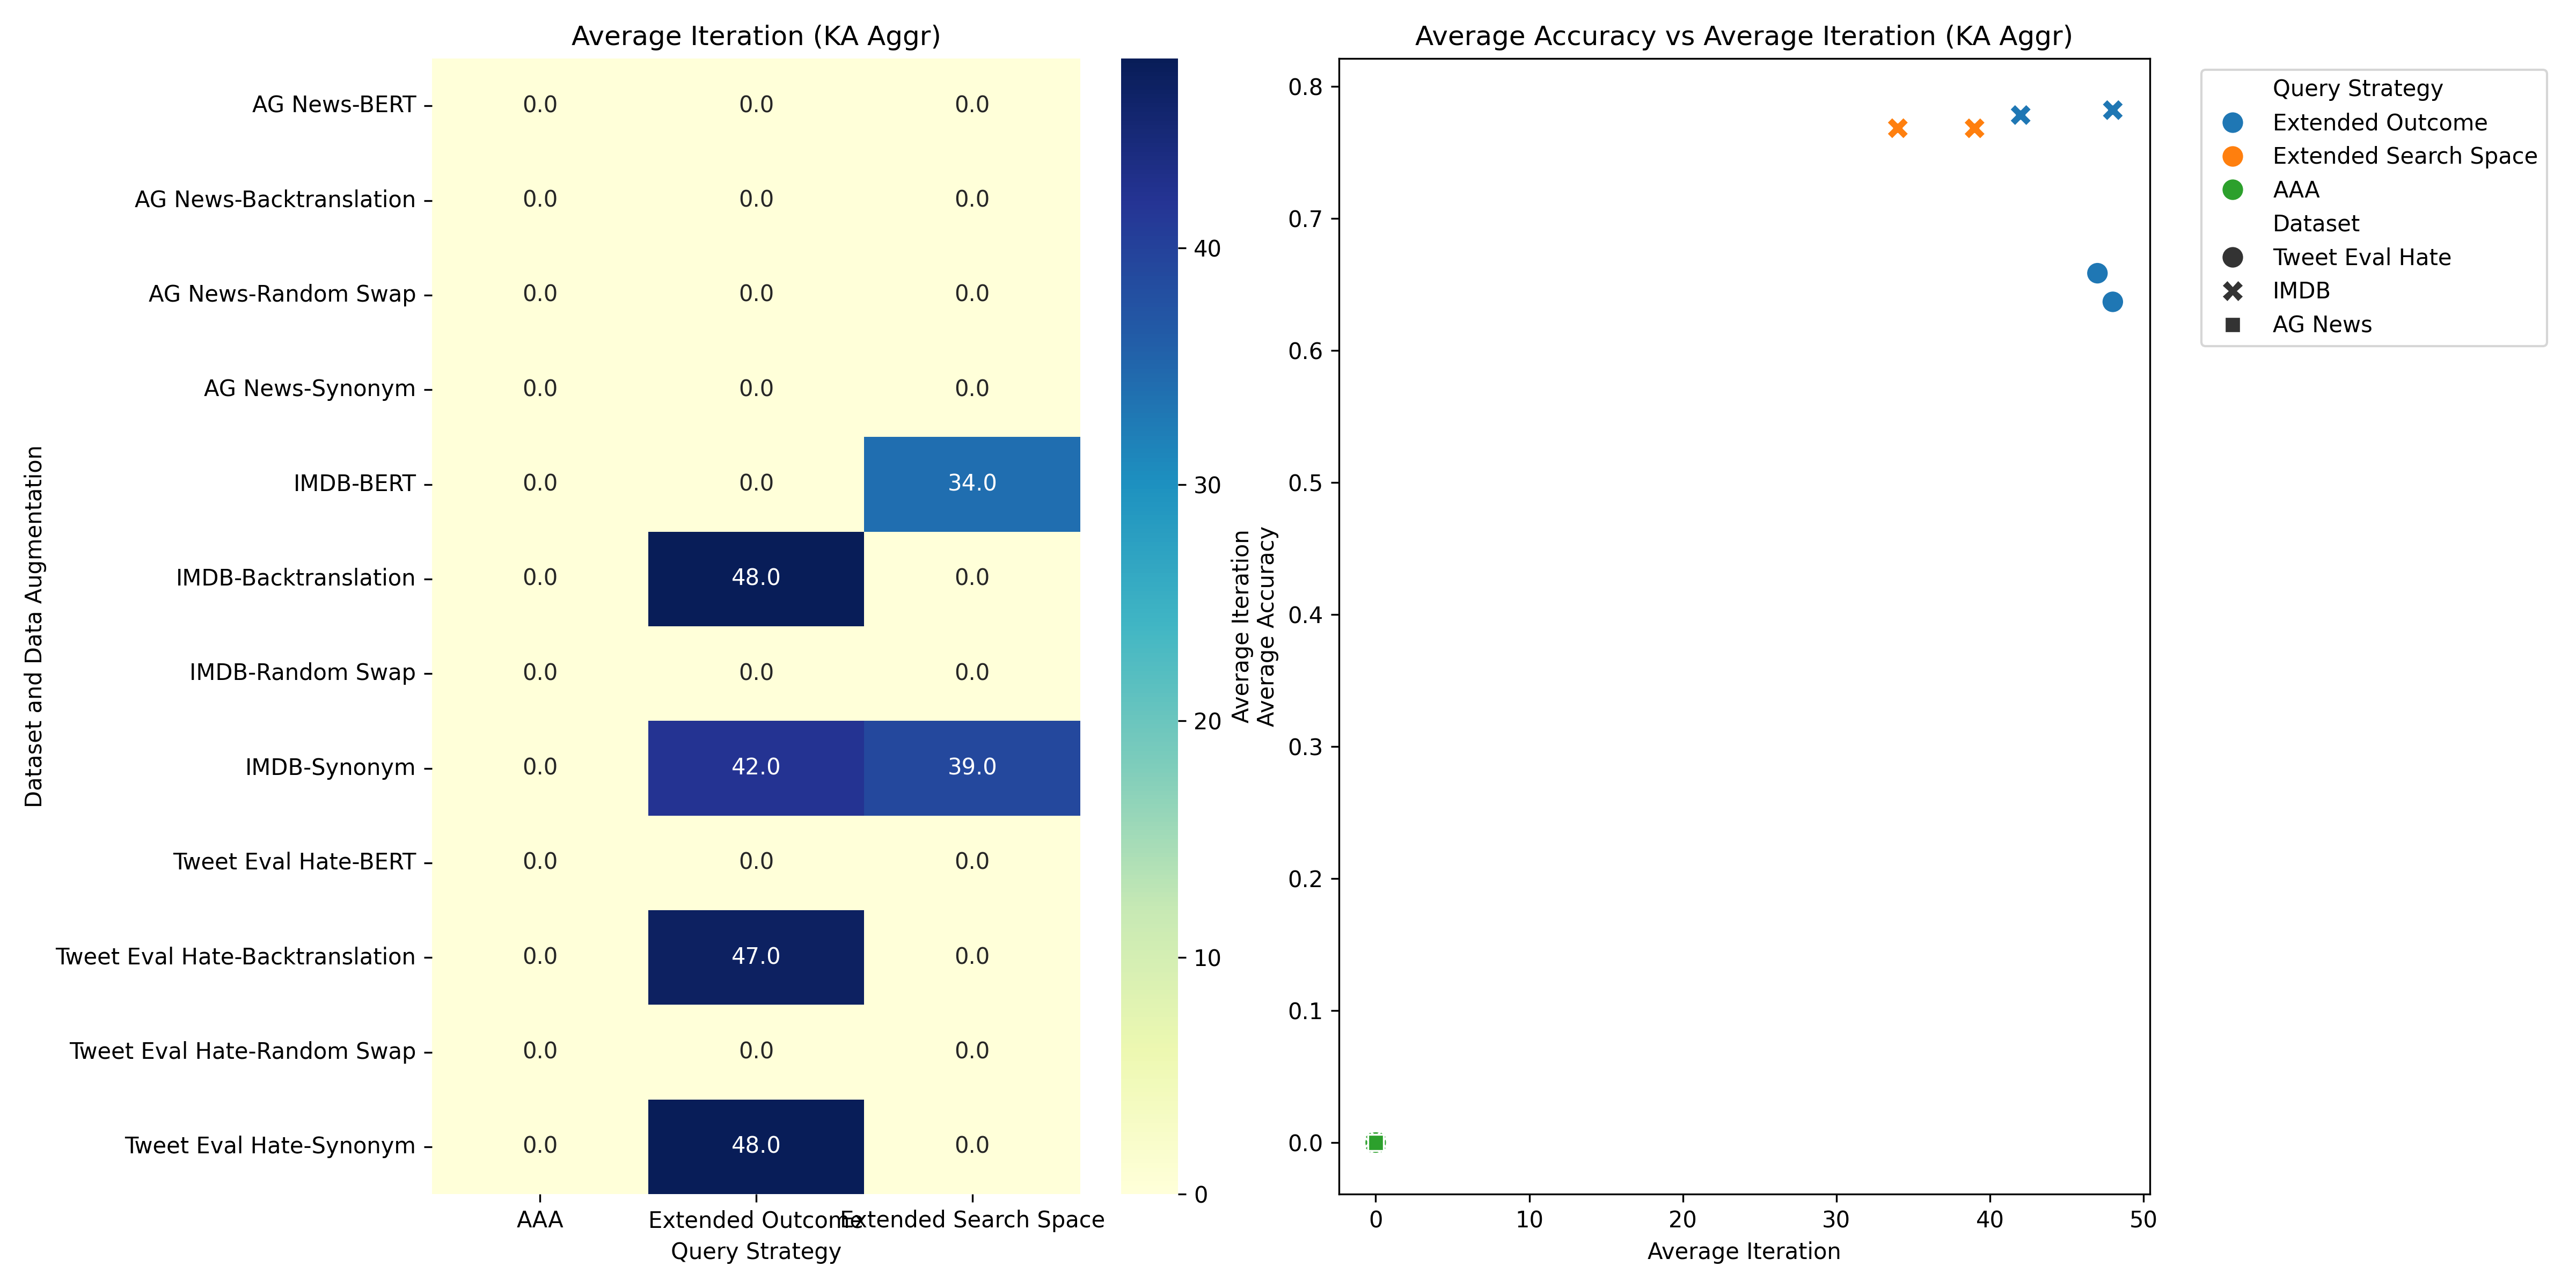 Average Iteration (KA Aggr)
Dataset and Data Augmentation
AG News-BERT 0.0 0.0 0.0
AG News-Backtranslation 0.0 0.0 0.0
AG News-Random Swap 0.0 0.0 0.0
AG News-Synonym 0.0 0.0 0.0
IMDB-BERT 0.0 0.0 34.0
IMDB-Backtranslation 0.0 48.0 0.0
IMDB-Random Swap 0.0 0.0 0.0
IMDB-Synonym 0.0 42.0 39.0
Tweet Eval Hate-BERT 0.0 0.0 0.0
Tweet Eval Hate-Backtranslation 0.0 47.0 0.0
Tweet Eval Hate-Random Swap 0.0 0.0 0.0
Tweet Eval Hate-Synonym 0.0 48.0 0.0
AAA Extended Outcome Extended Search Space
Query Strategy
40
30
20
10
0
Average Iteration
Average Accuracy vs Average Iteration (KA Aggr)
Average Accuracy
0.8
0.7
0.6
0.5
0.4
0.3
0.2
0.1
0.0
0 10 20 30 40 50
Average Iteration
Query Strategy
Extended Outcome
Extended Search Space
AAA
Dataset
Tweet Eval Hate
IMDB
AG News